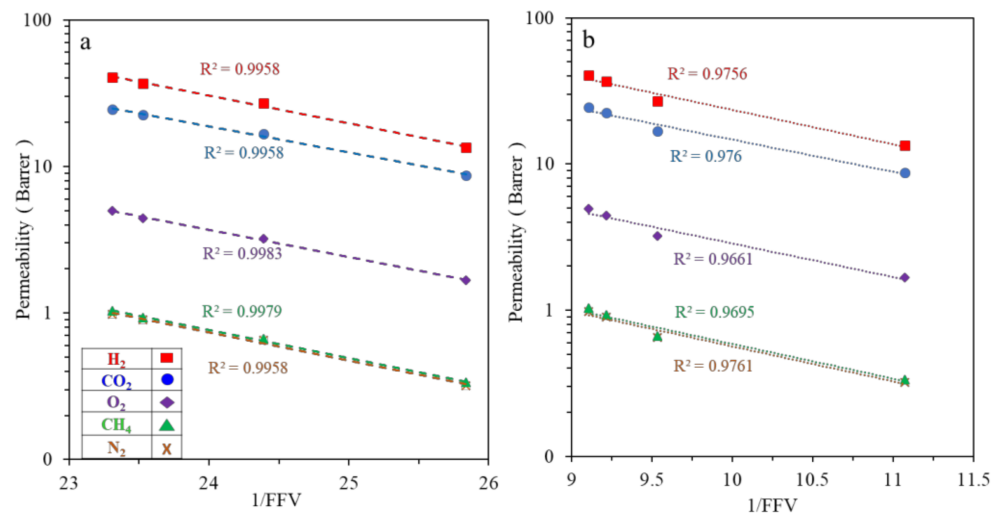 a
100
10
1
0
Permeability ( Barrer )
R² = 0.9958
R² = 0.9958
R² = 0.9983
R² = 0.9979
R² = 0.9958
H₂
CO₂
O₂
CH₄
N₂
23
24
25
26
1/FFV
b
100
10
1
0
Permeability ( Barrer )
R² = 0.9756
R² = 0.976
R² = 0.9661
R² = 0.9695
R² = 0.9761
9
9.5
10
10.5
11
11.5
1/FFV